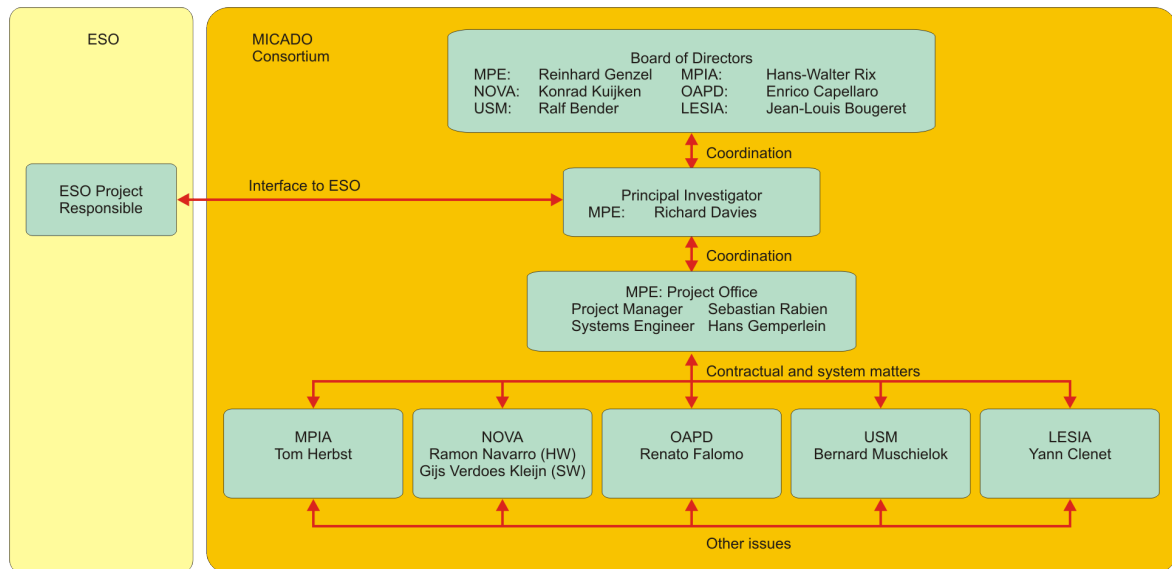 ESO
MICADO
Consortium
Board of Directors
MPE: Reinhard Genzel MPIA: Hans-Walter Rix
NOVA: Konrad Kuijken OAPD: Enrico Capellaro
USM: Ralf Bender LESIA: Jean-Louis Bougeret
Coordination
ESO Project
Responsible
Interface to ESO
Principal Investigator
MPE: Richard Davies
Coordination
MPE: Project Office
Project Manager Sebastian Rabien
Systems Engineer Hans Gemperlein
Contractual and system matters
MPIA
Tom Herbst
NOVA
Ramon Navarro (HW)
Gijs Verdoes Kleijn (SW)
OAPD
Renato Falomo
USM
Bernard Muschielok
LESIA
Yann Clenet
Other issues